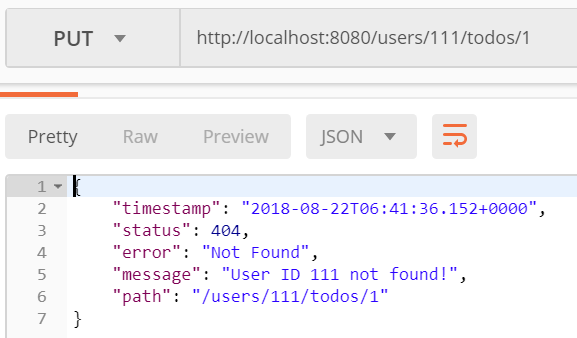 PUT http://localhost:8080/users/111/todos/1
Pretty Raw Preview JSON
1 {
2 "timestamp": "2018-08-22T06:41:36.152+0000",
3 "status": 404,
4 "error": "Not Found",
5 "message": "User ID 111 not found!",
6 "path": "/users/111/todos/1"
7 }